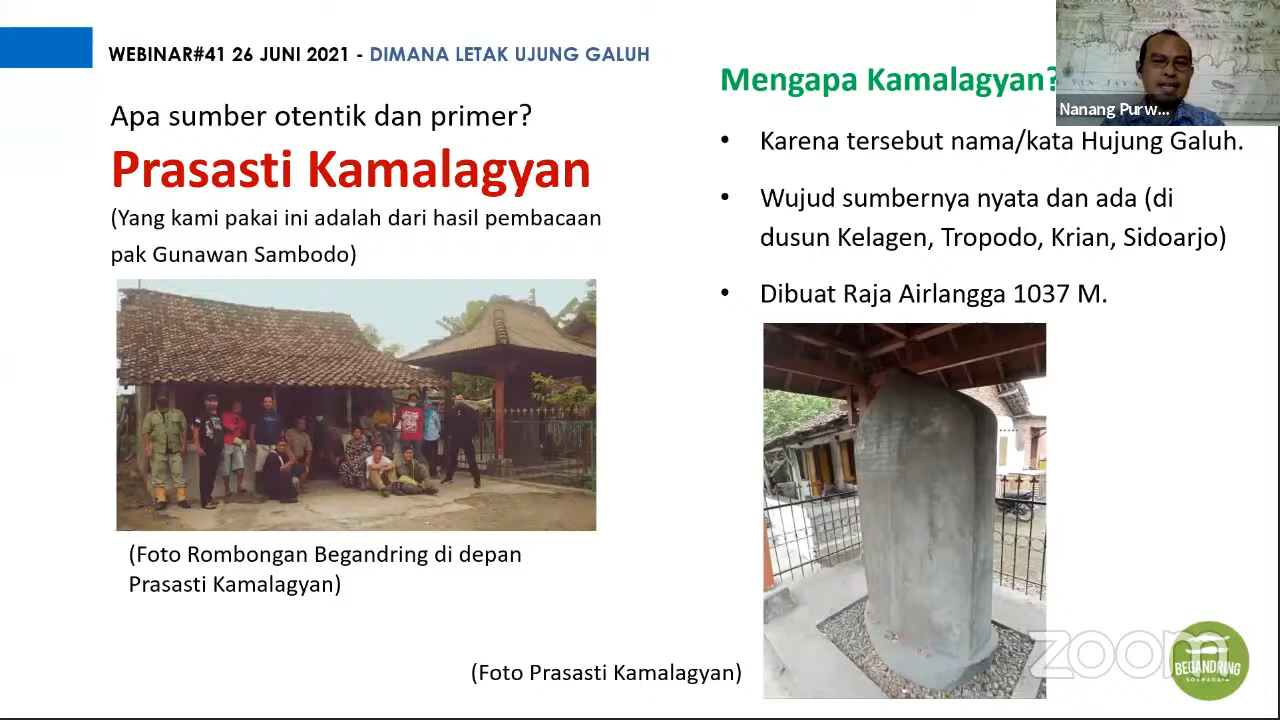 WEBINAR#41 26 JUNI 2021 - DIMANA LETAK UJUNG GALUH
Apa sumber otentik dan primer?
Prasasti Kamalagyan
(Yang kami pakai ini adalah dari hasil pembacaan
pak Gunawan Sambodo)
(Foto Rombongan Begandring di depan
Prasasti Kamalagyan)
(Foto Prasasti Kamalagyan)
Mengapa Kamalagyan?
• Karena tersebut nama/kata Hujung Galuh.
• Wujud sumbernya nyata dan ada (di
dusun Kelagen, Tropodo, Krian, Sidoarjo)
• Dibuat Raja Airlangga 1037 M.
Nanang Purw...
zoom
BEGANDRING
SOERABAIA